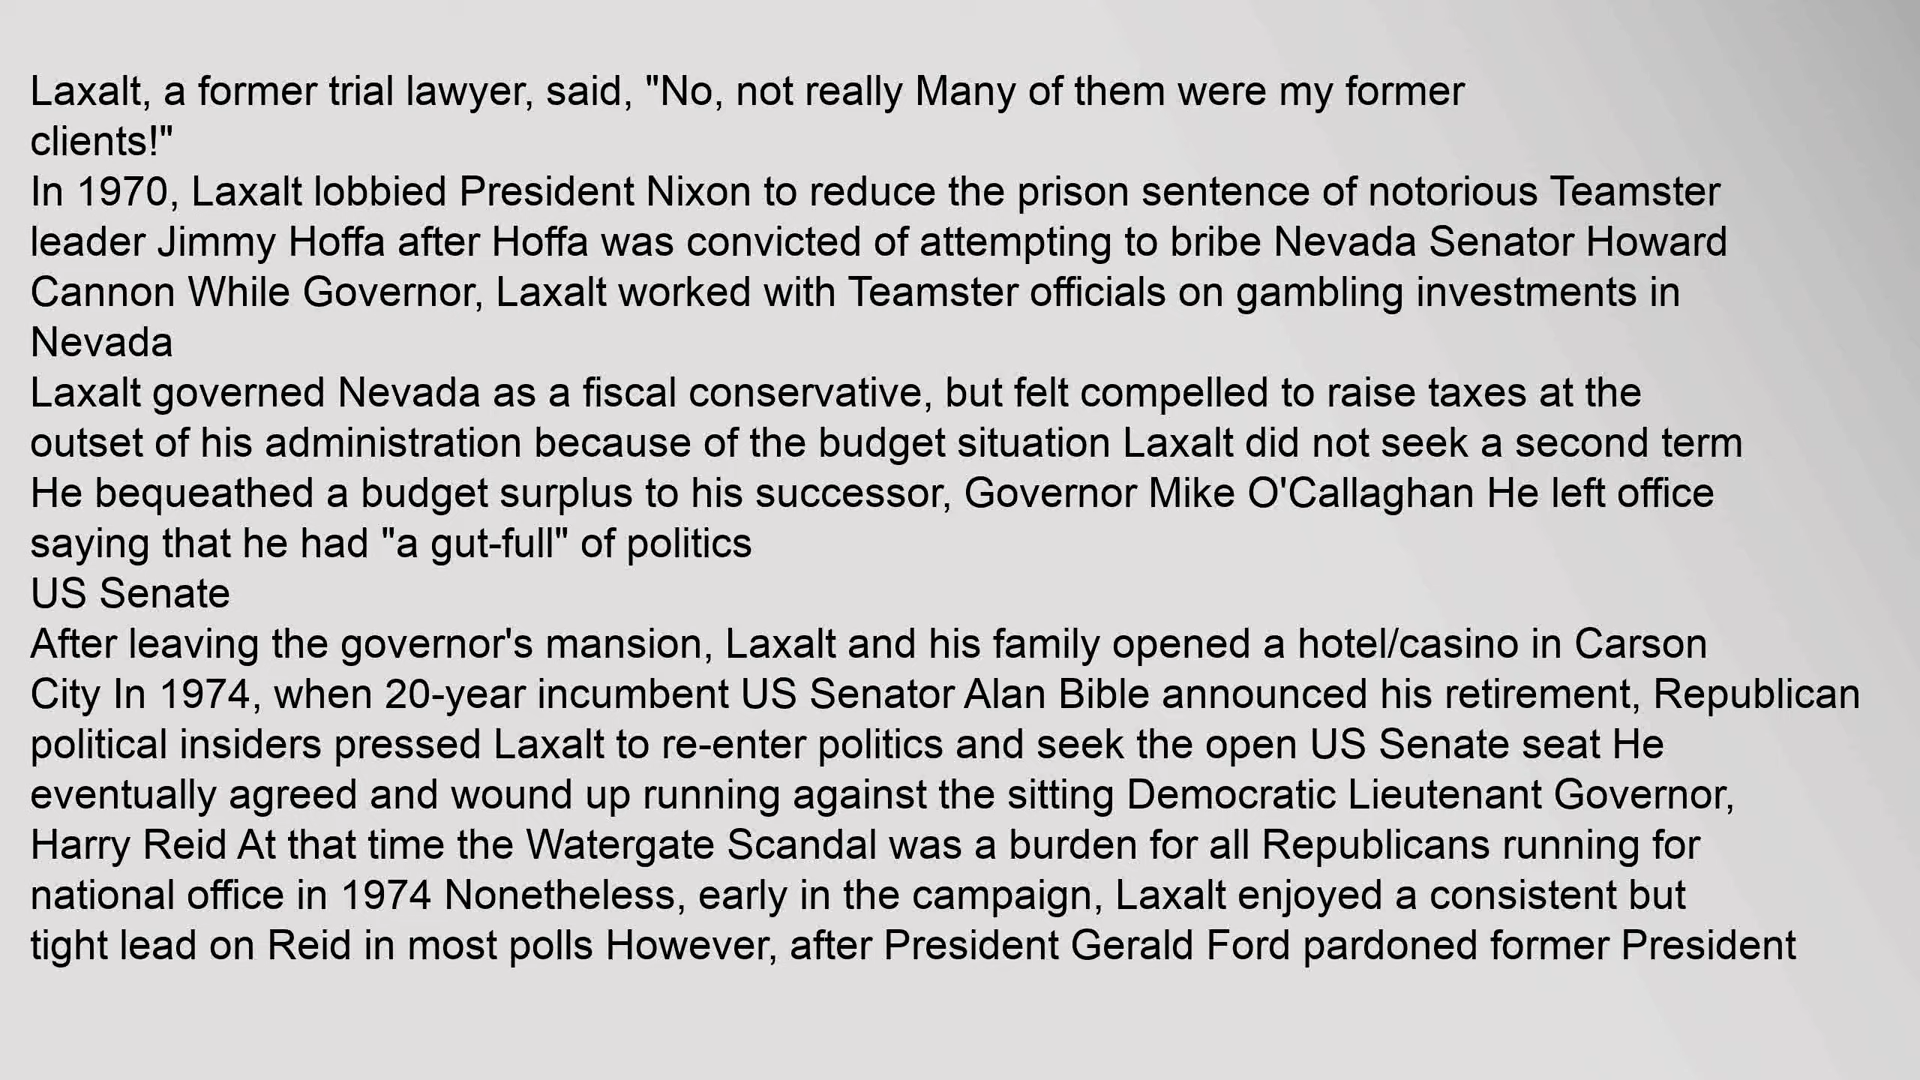 Laxalt, a former trial lawyer, said, "No, not really Many of them were my former
clients!"
In 1970, Laxalt lobbied President Nixon to reduce the prison sentence of notorious Teamster
leader Jimmy Hoffa after Hoffa was convicted of attempting to bribe Nevada Senator Howard
Cannon While Governor, Laxalt worked with Teamster officials on gambling investments in
Nevada
Laxalt governed Nevada as a fiscal conservative, but felt compelled to raise taxes at the
outset of his administration because of the budget situation Laxalt did not seek a second term
He bequeathed a budget surplus to his successor, Governor Mike O'Callaghan He left office
saying that he had "a gut-full" of politics
US Senate
After leaving the governor's mansion, Laxalt and his family opened a hotel/casino in Carson
City In 1974, when 20-year incumbent US Senator Alan Bible announced his retirement, Republican
political insiders pressed Laxalt to re-enter politics and seek the open US Senate seat He
eventually agreed and wound up running against the sitting Democratic Lieutenant Governor,
Harry Reid At that time the Watergate Scandal was a burden for all Republicans running for
national office in 1974 Nonetheless, early in the campaign, Laxalt enjoyed a consistent but
tight lead on Reid in most polls However, after President Gerald Ford pardoned former President